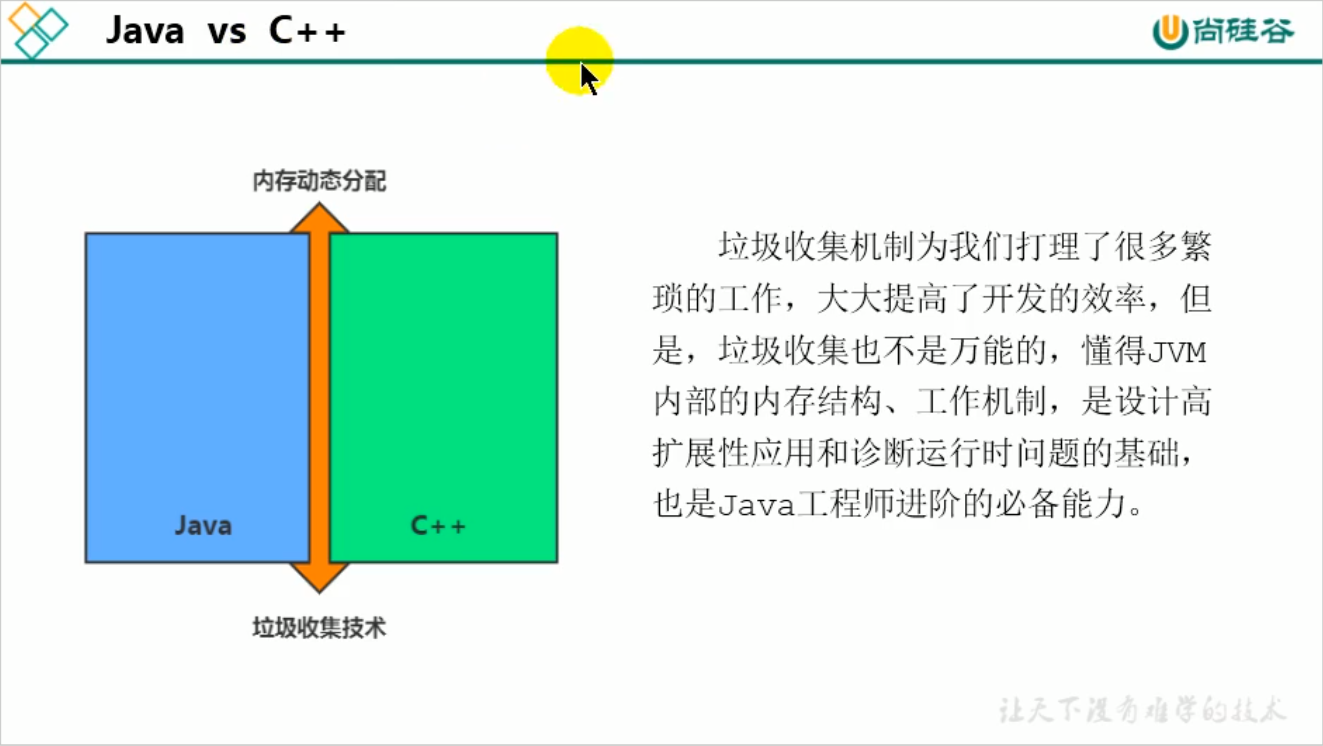 Java vs C++
尚硅谷
内存动态分配
Java
C++
垃圾收集技术
垃圾收集机制为我们打理了很多繁
琐的工作，大大提高了开发的效率，但
是，垃圾收集也不是万能的，懂得JVM
内部的内存结构、工作机制，是设计高
扩展性应用和诊断运行时问题的基础，
也是Java工程师进阶的必备能力。
让天下没有难学的技术